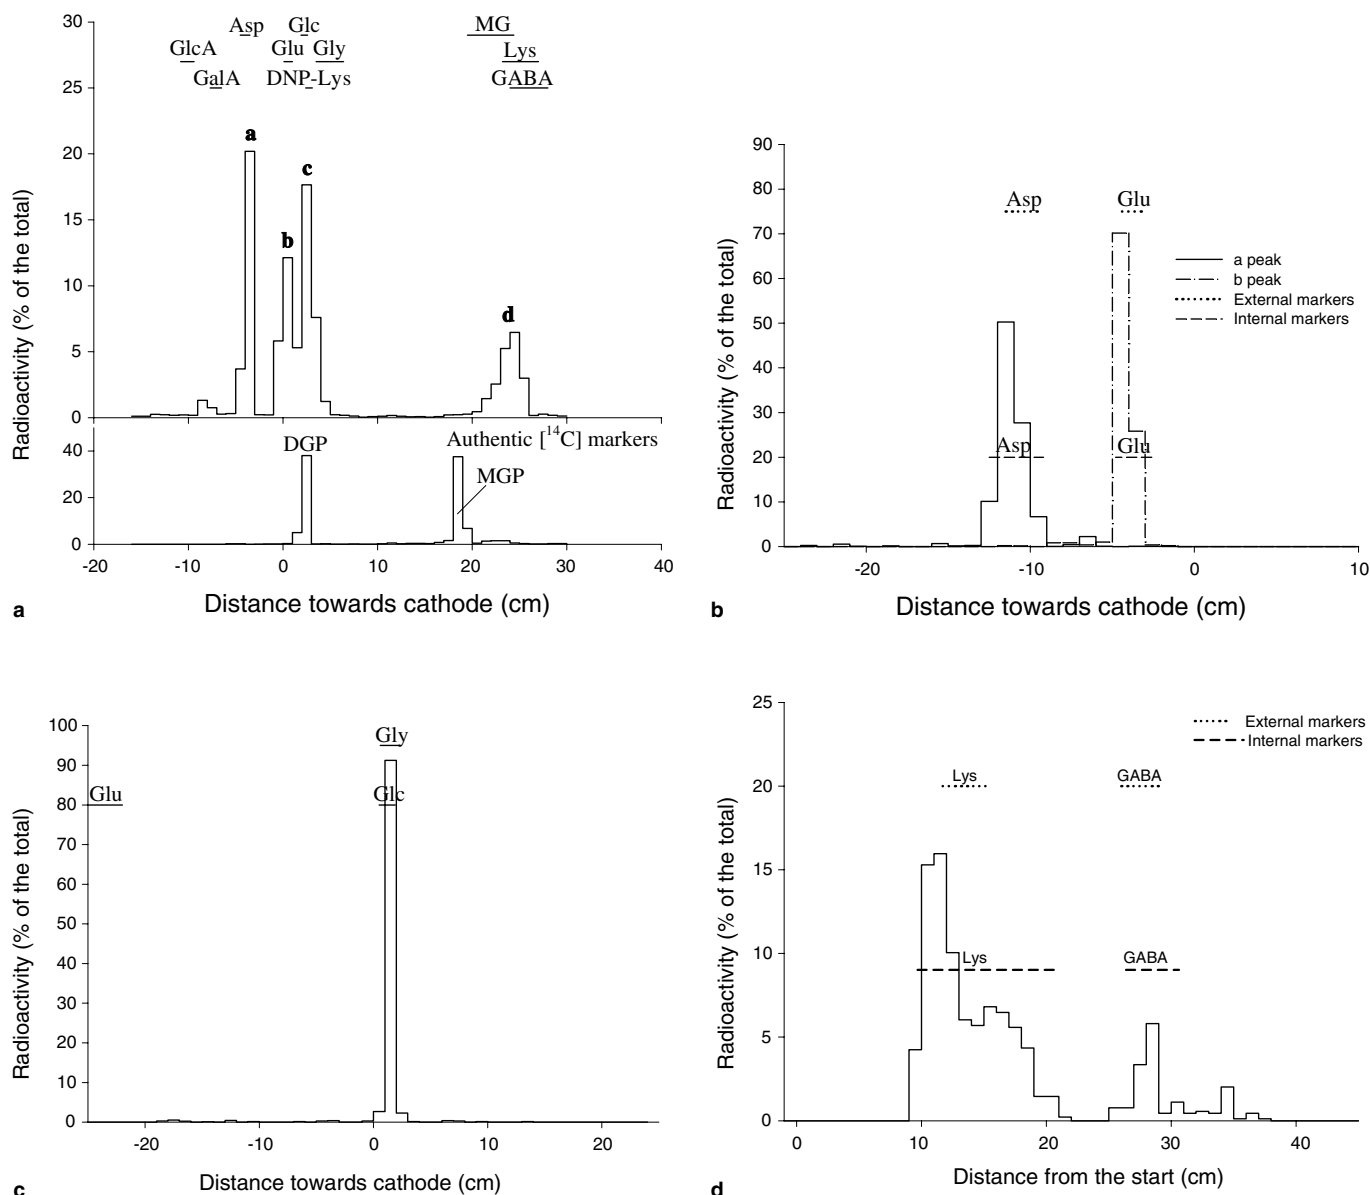 30
25
20
15
10
5
0
Radioactivity (% of the total)
GlcA
GalA
Asp
Glc
Glu
Gly
DNP-Lys
MG
Lys
GABA
a
b
c
d
40
20
0
DGP
Authentic [14C] markers
MGP
-20 -10 0 10 20 30 40
Distance towards cathode (cm)
a
90
80
70
60
50
40
30
20
10
0
Radioactivity (% of the total)
Asp
Glu
a peak
b peak
External markers
Internal markers
Asp
Glu
-20 -10 0 10
Distance towards cathode (cm)
b
100
90
80
70
60
50
40
30
20
10
0
Radioactivity (% of the total)
Gly
Glu
Glc
-20 -10 0 10 20
Distance towards cathode (cm)
c
25
20
15
10
5
0
Radioactivity (% of the total)
External markers
Internal markers
Lys
GABA
Lys
GABA
0 10 20 30 40
Distance from the start (cm)
d